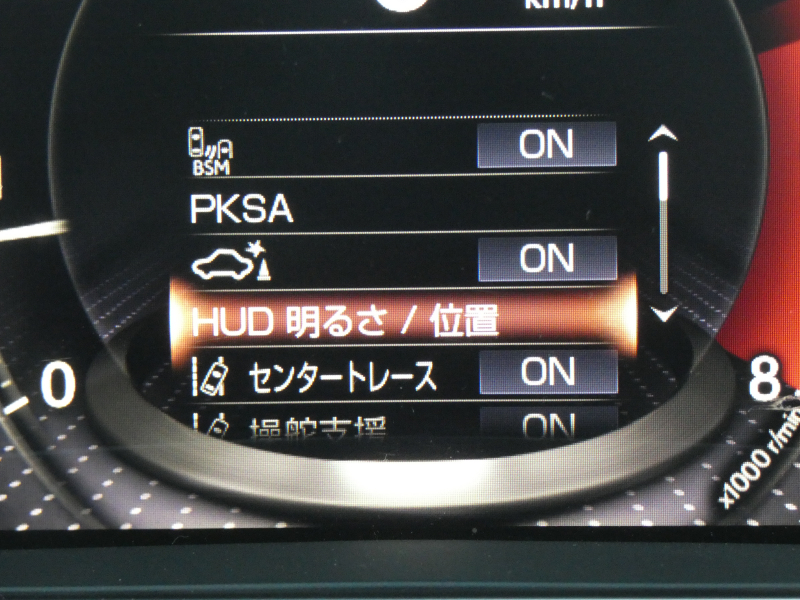 km/h
BSM ON
PKSA
ON
HUD 明るさ / 位置
センタートレース ON
操舵支援 ON
0
8
x1000 r/min